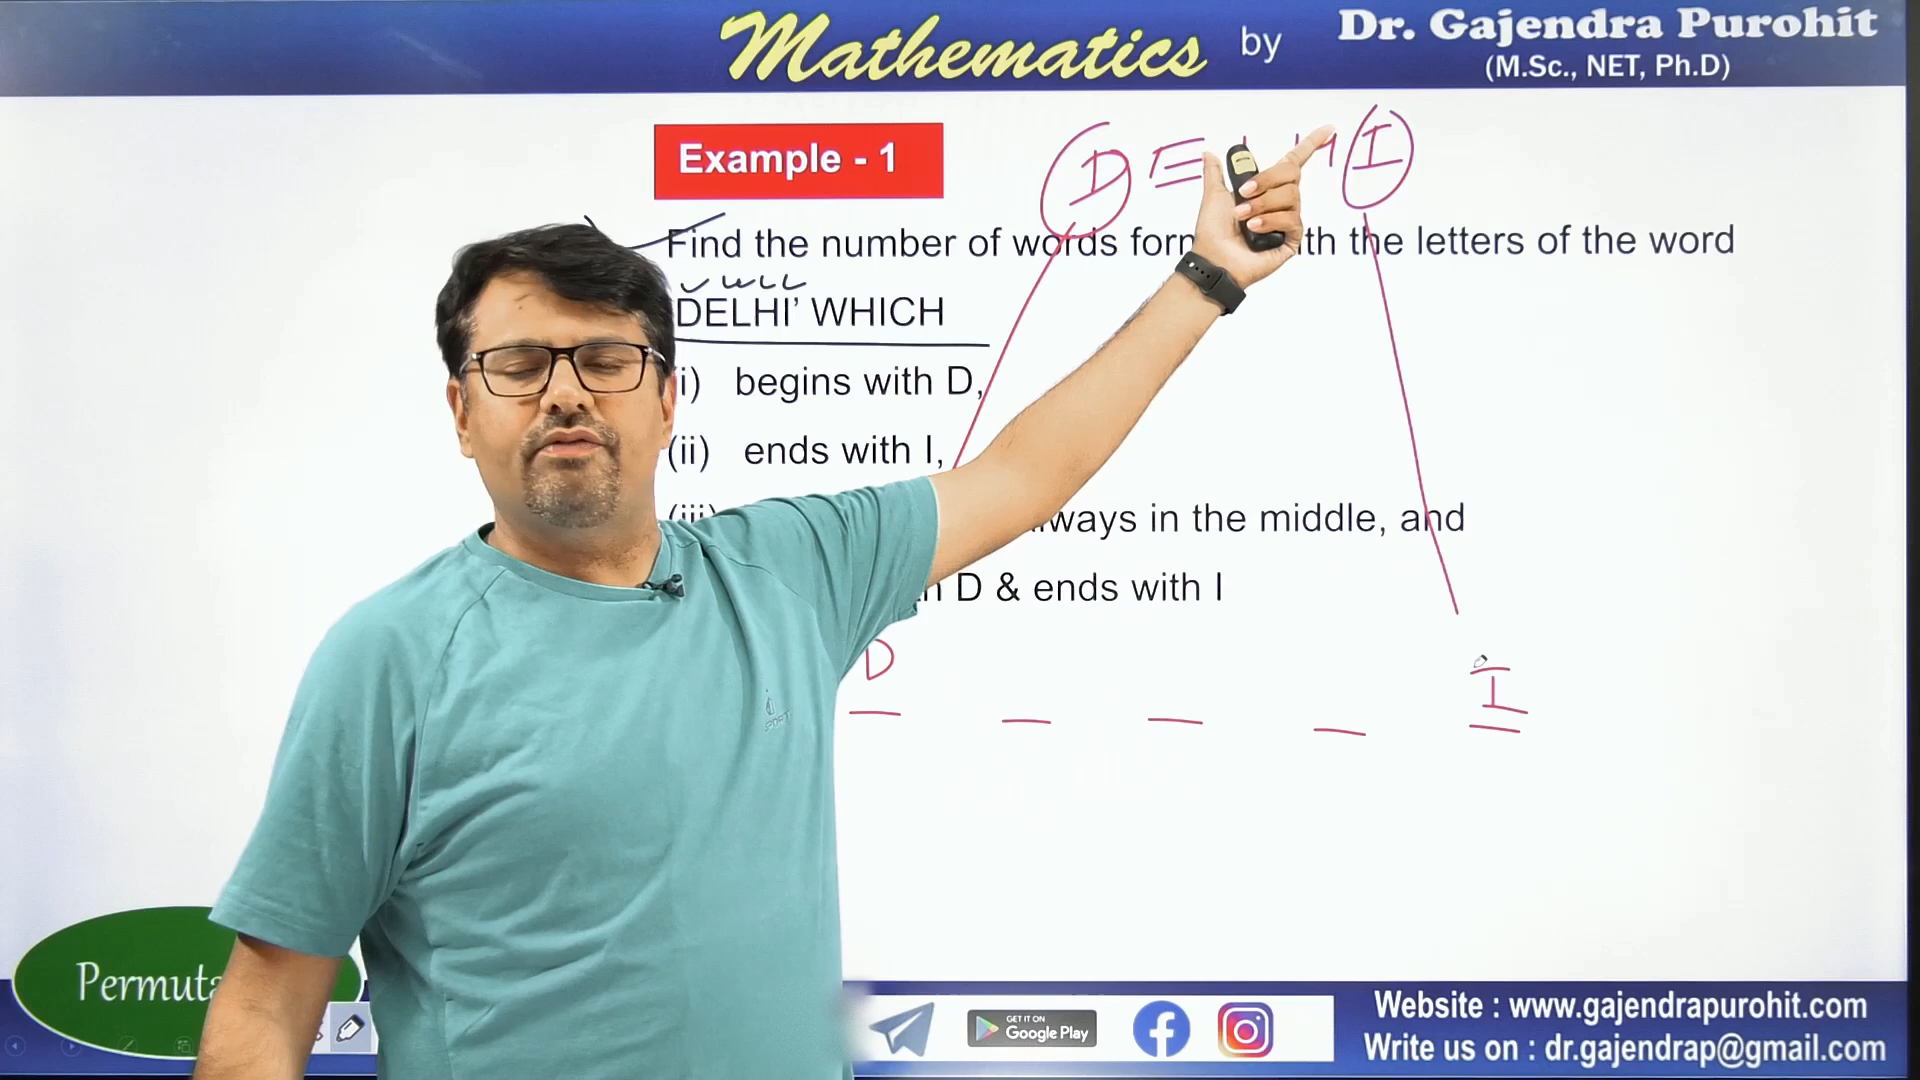 Mathematics by Dr. Gajendra Purohit
(M.Sc., NET, Ph.D)
Example - 1
D E H I
Find the number of words form th the letters of the word
DELHI' WHICH
(i) begins with D,
(ii) ends with I,
(iii) ways in the middle, and
D & ends with I
D I
Permuta
GET IT ON
Google Play
Website : www.gajendrapurohit.com
Write us on : dr.gajendrap@gmail.com